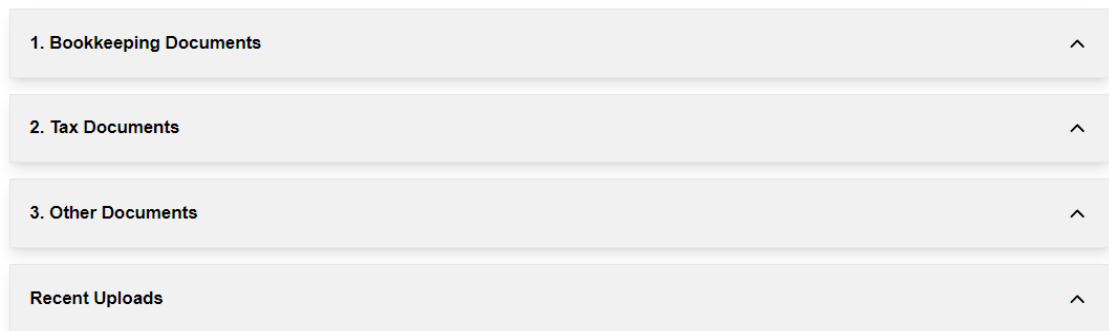 1. Bookkeeping Documents
2. Tax Documents
3. Other Documents
Recent Uploads